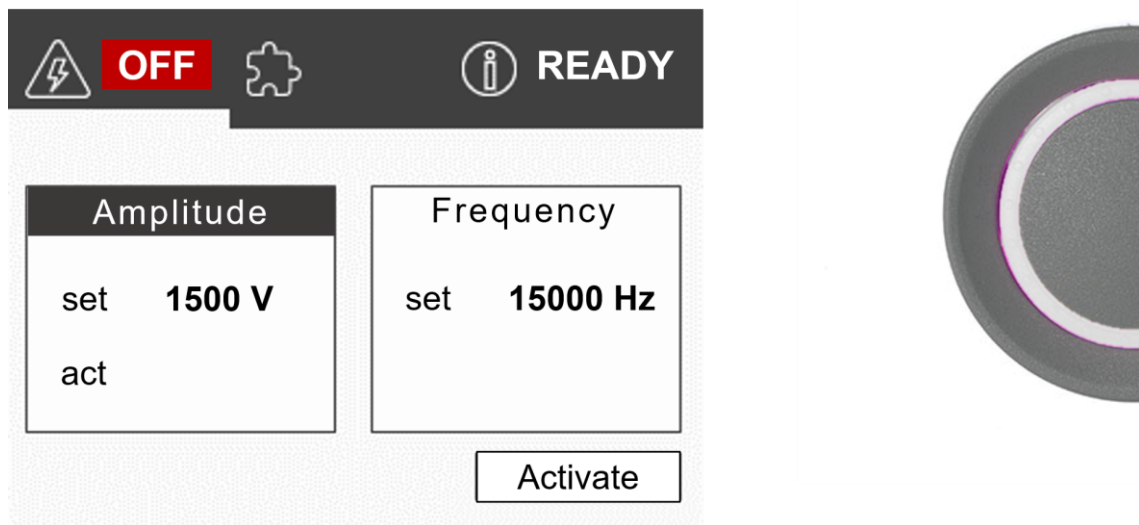 OFF
READY
Amplitude
set 1500 V
act
Frequency
set 15000 Hz
Activate